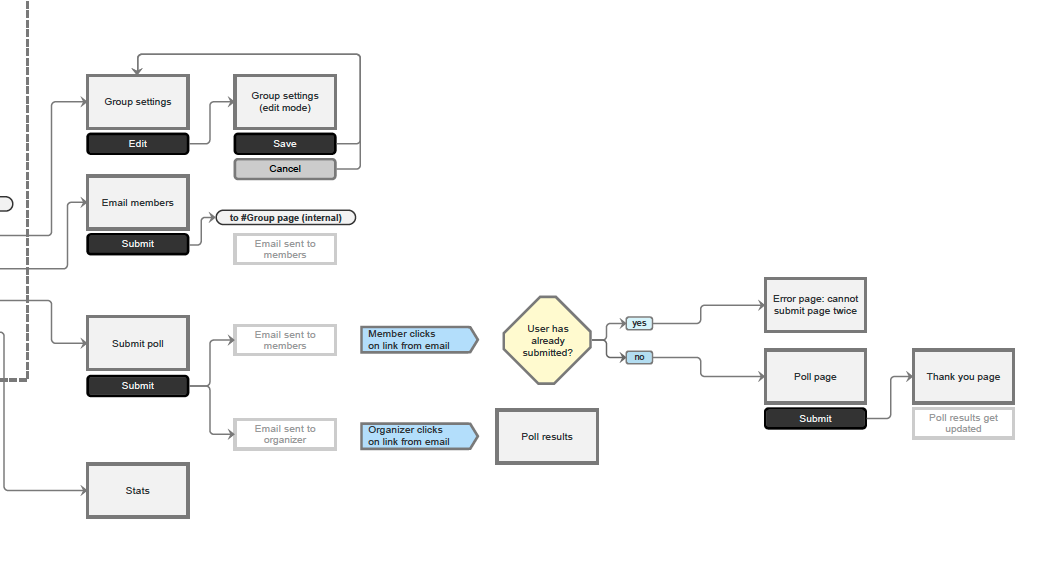 Group settings
Edit
Group settings
(edit mode)
Save
Cancel
Email members
Submit
to #Group page (internal)
Email sent to
members
Submit poll
Submit
Email sent to
members
Member clicks
on link from email
User has
already
submitted?
yes
no
Error page: cannot
submit page twice
Poll page
Submit
Thank you page
Poll results get
updated
Email sent to
organizer
Organizer clicks
on link from email
Poll results
Stats